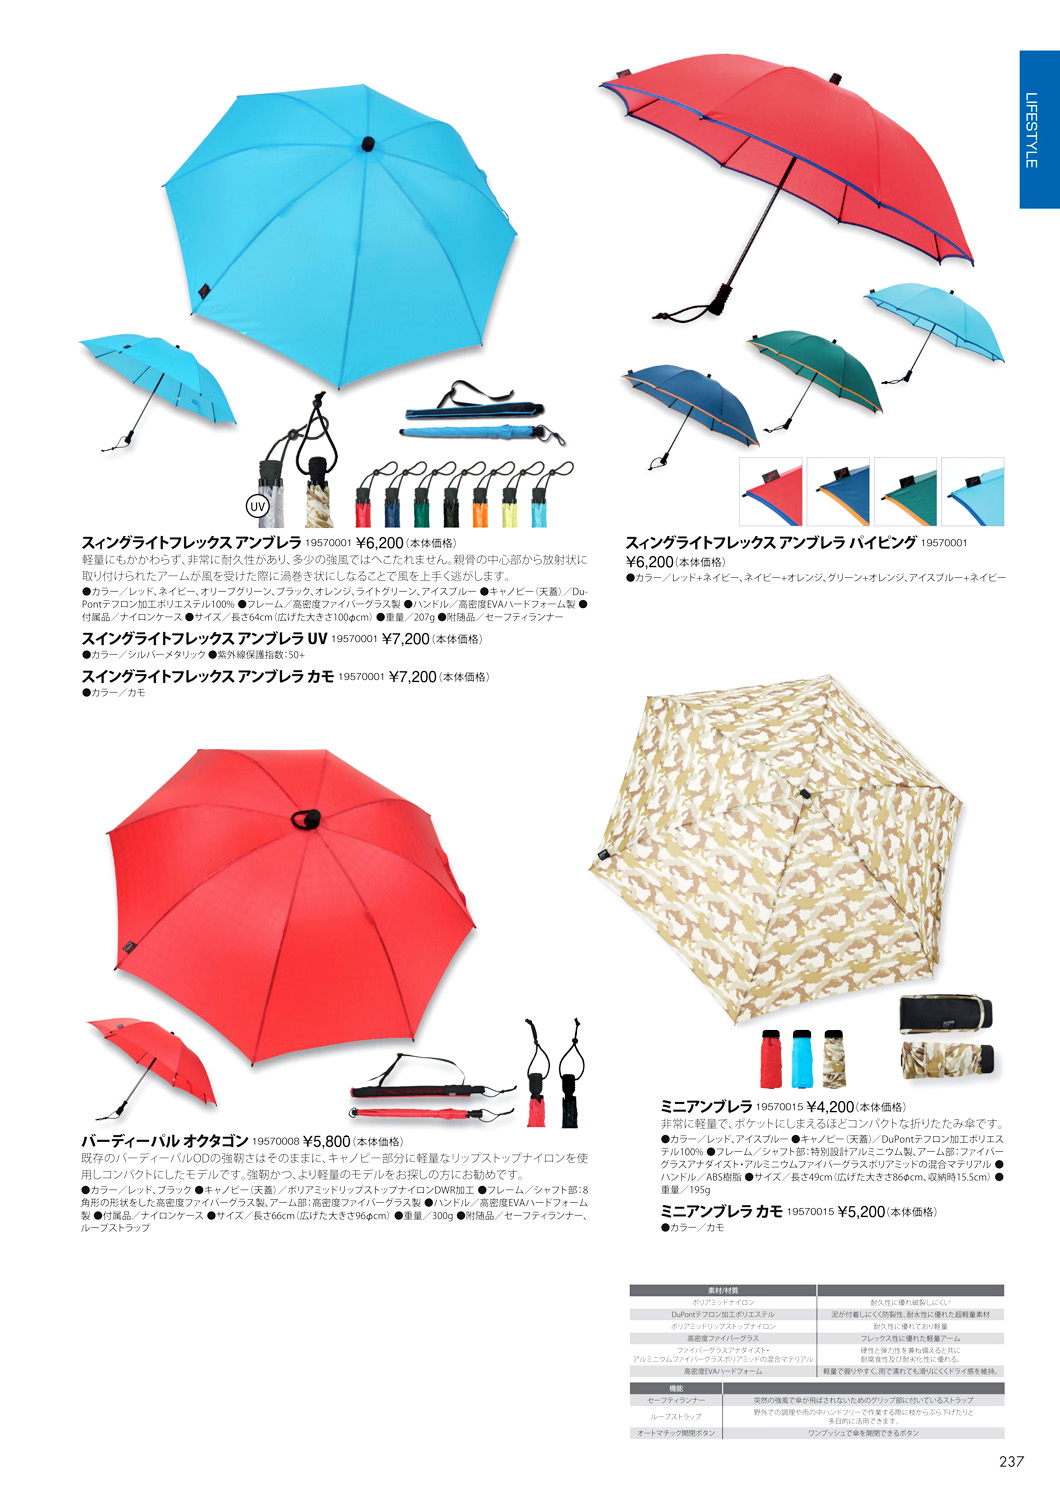 LIFESTYLE
UV
スィングライトフレックス アンブレラ 19570001 ¥6,200(本体価格)
軽量にもかかわらず、非常に耐久性があり、多少の強風ではへこたれません。親骨の中心部から放射状に
取り付けられたアームが風を受けた際に渦巻き状にしなることで風を上手く逃がします。
●カラー／レッド、ネイビー、オリーブグリーン、ブラック、オレンジ、ライトグリーン、アイスブルー ●キャノピー（天蓋）／Du-
Pontテフロン加工ポリエステル100% ●フレーム／高密度ファイバーグラス製 ●ハンドル／高密度EVAハードフォーム製 ●
付属品／ナイロンケース ●サイズ／長さ64cm（広げた大きさ100φcm） ●重量／207g ●附随品／セーフティランナー
スイングライトフレックス アンブレラ UV 19570001 ¥7,200(本体価格)
●カラー／シルバーメタリック ●紫外線保護指数：50+
スイングライトフレックス アンブレラ カモ 19570001 ¥7,200(本体価格)
●カラー／カモ
スィングライトフレックス アンブレラ パイピング 19570001
¥6,200(本体価格)
●カラー／レッド+ネイビー、ネイビー+オレンジ、グリーン+オレンジ、アイスブルー+ネイビー
バーディーパル オクタゴン 19570008 ¥5,800(本体価格)
既存のバーディーパルODの強靭さはそのままに、キャノピー部分に軽量なリップストップナイロンを使
用しコンパクトにしたモデルです。強靭かつ、より軽量のモデルをお探しの方にお勧めです。
●カラー／レッド、ブラック ●キャノピー（天蓋）／ポリアミッドリップストップナイロンDWR加工 ●フレーム／シャフト部：8
角形の形状をした高密度ファイバーグラス製、アーム部：高密度ファイバーグラス製 ●ハンドル／高密度EVAハードフォーム
製 ●付属品／ナイロンケース ●サイズ／長さ66cm（広げた大きさ96φcm） ●重量／300g ●附随品／セーフティランナー、
ループストラップ
ミニアンブレラ 19570015 ¥4,200(本体価格)
非常に軽量で、ポケットにしまえるほどコンパクトな折りたたみ傘です。
●カラー／レッド、アイスブルー ●キャノピー（天蓋）／DuPontテフロン加工ポリエス
テル100% ●フレーム／シャフト部：特別設計アルミニウム製、アーム部：ファイバー
グラスアナダイズト・アルミニウムファイバーグラスポリアミッドの混合マテリアル ●
ハンドル／ABS樹脂 ●サイズ／長さ49cm（広げた大きさ86φcm、収納時15.5cm） ●
重量／195g
ミニアンブレラ カモ 19570015 ¥5,200(本体価格)
●カラー／カモ
素材/材質
ポリアミッドナイロン 耐久性に優れ破裂しにくい
DuPontテフロン加工ポリエステル 泥が付着しにくく防裂性、耐水性に優れた超軽量素材
ポリアミッドリップストップナイロン 耐久性に優れており軽量
高密度ファイバーグラス フレックス性に優れた軽量アーム
ファイバーグラスアナダイズト・ 硬性と弾力性を兼ね備えると共に
アルミニウムファイバーグラスポリアミッドの混合マテリアル 耐腐食性及び耐劣化性に優れる。
高密度EVAハードフォーム 軽量で握りやすく、雨で濡れても滑りにくくドライ感を維持。
機能
セーフティランナー 突然の強風で傘が飛ばされないためのグリップ部に付いているストラップ
ループストラップ 野外での調理や雨の中ハンドフリーで作業する際に枝からぶら下げたりと
多目的に活用できます。
オートマチック開閉ボタン ワンプッシュで傘を開閉できるボタン
237